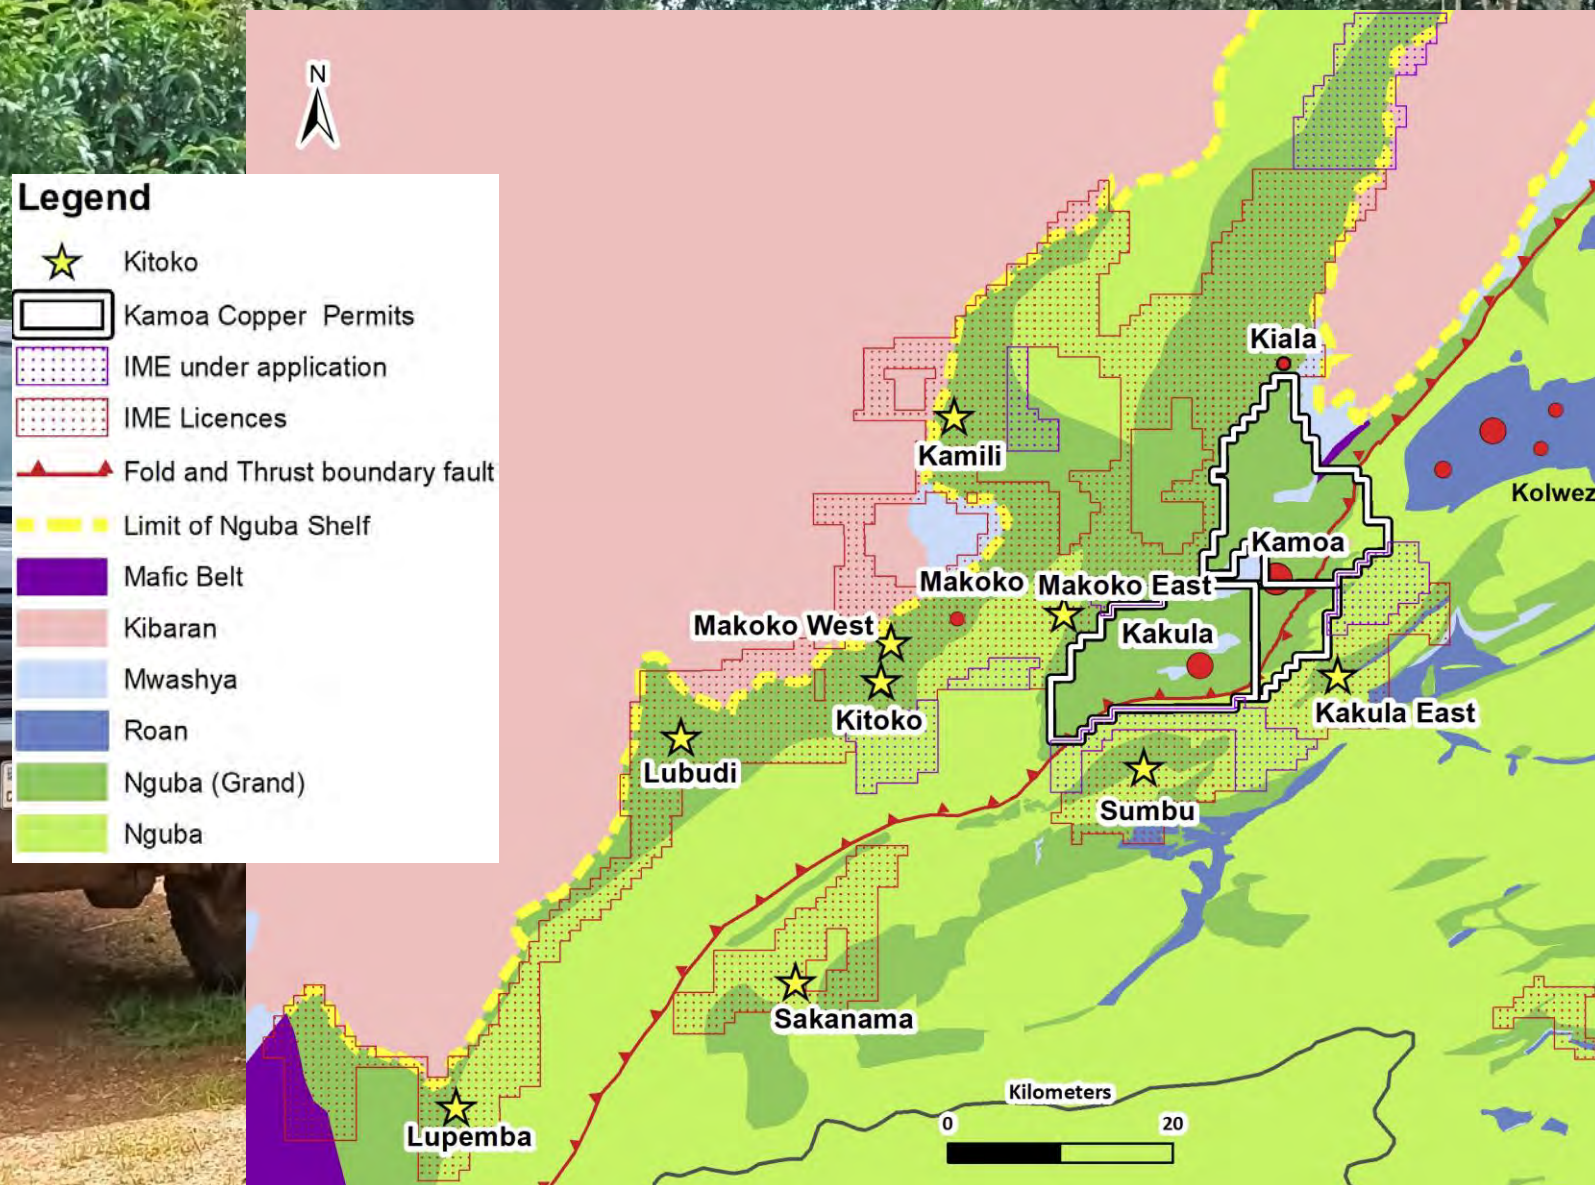 N
Legend
Kitoko
Kamoa Copper Permits
IME under application
IME Licences
Fold and Thrust boundary fault
Limit of Nguba Shelf
Mafic Belt
Kibaran
Mwashya
Roan
Nguba (Grand)
Nguba
Kiala
Kamili
Kolwez
Kamoa
Makoko
Makoko East
Makoko West
Kakula
Kitoko
Kakula East
Lubudi
Sumbu
Sakanama
Lupemba
Kilometers
0 20